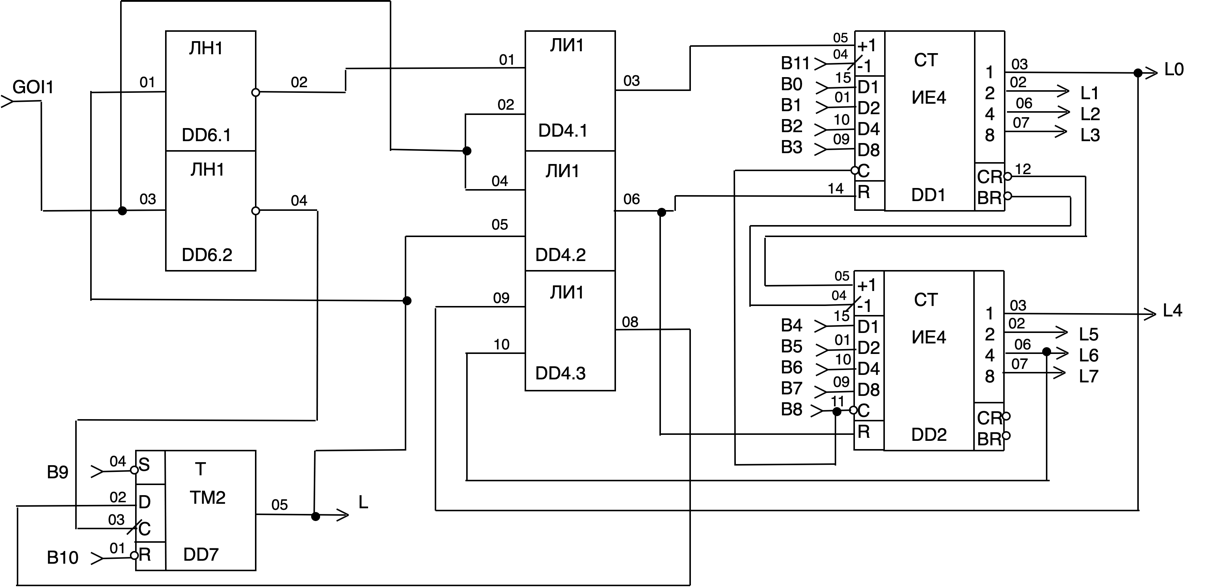 GOI1
01
ЛН1
02
DD6.1
03
ЛН1
04
DD6.2
01
ЛИ1
03
02
DD4.1
04
ЛИ1
06
05
DD4.2
09
ЛИ1
08
10
DD4.3
05 +1 СТ
B11 04 -1
B0 15 D1 ИЕ4
B1 01 D2
B2 10 D4
B3 09 D8
C
14 R DD1
1 03 L0
2 02 L1
4 06 L2
8 07 L3
CR 12
BR
05 +1 СТ
04 -1
B4 15 D1 ИЕ4
B5 01 D2
B6 10 D4
B7 09 D8
B8 11 C
R DD2
1 03 L4
2 02 L5
4 06 L6
8 07 L7
CR
BR
B9 04 S Т
02 D ТМ2
03 C
B10 01 R DD7
05 L